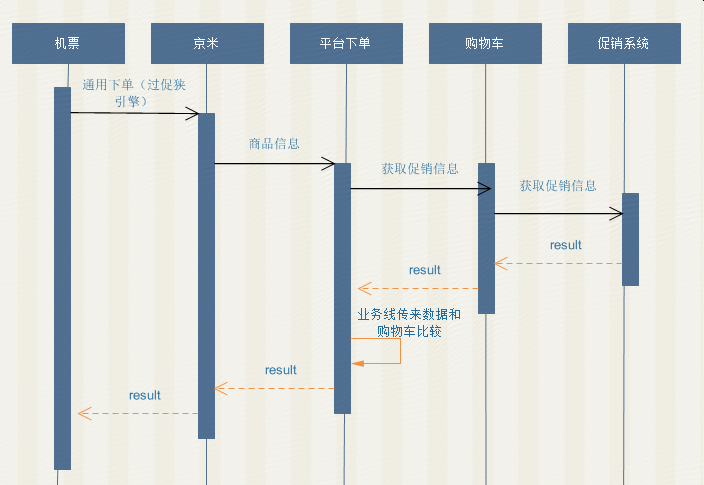 机票
京米
平台下单
购物车
促销系统
通用下单（过促狭
引擎）
商品信息
获取促销信息
获取促销信息
result
result
业务线传来数据和
购物车比较
result
result